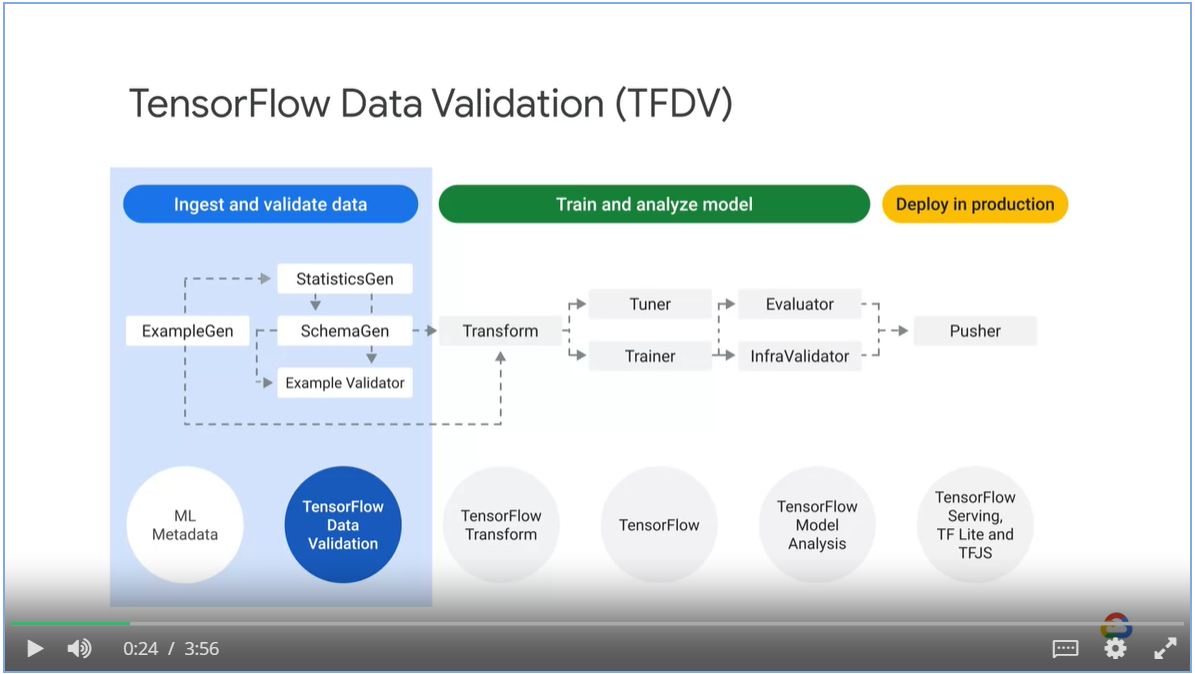 TensorFlow Data Validation (TFDV)
Ingest and validate data
Train and analyze model
Deploy in production
StatisticsGen
ExampleGen
SchemaGen
Example Validator
Transform
Tuner
Trainer
Evaluator
InfraValidator
Pusher
ML
Metadata
TensorFlow
Data
Validation
TensorFlow
Transform
TensorFlow
TensorFlow
Model
Analysis
TensorFlow
Serving,
TF Lite and
TFJS
0:24 / 3:56